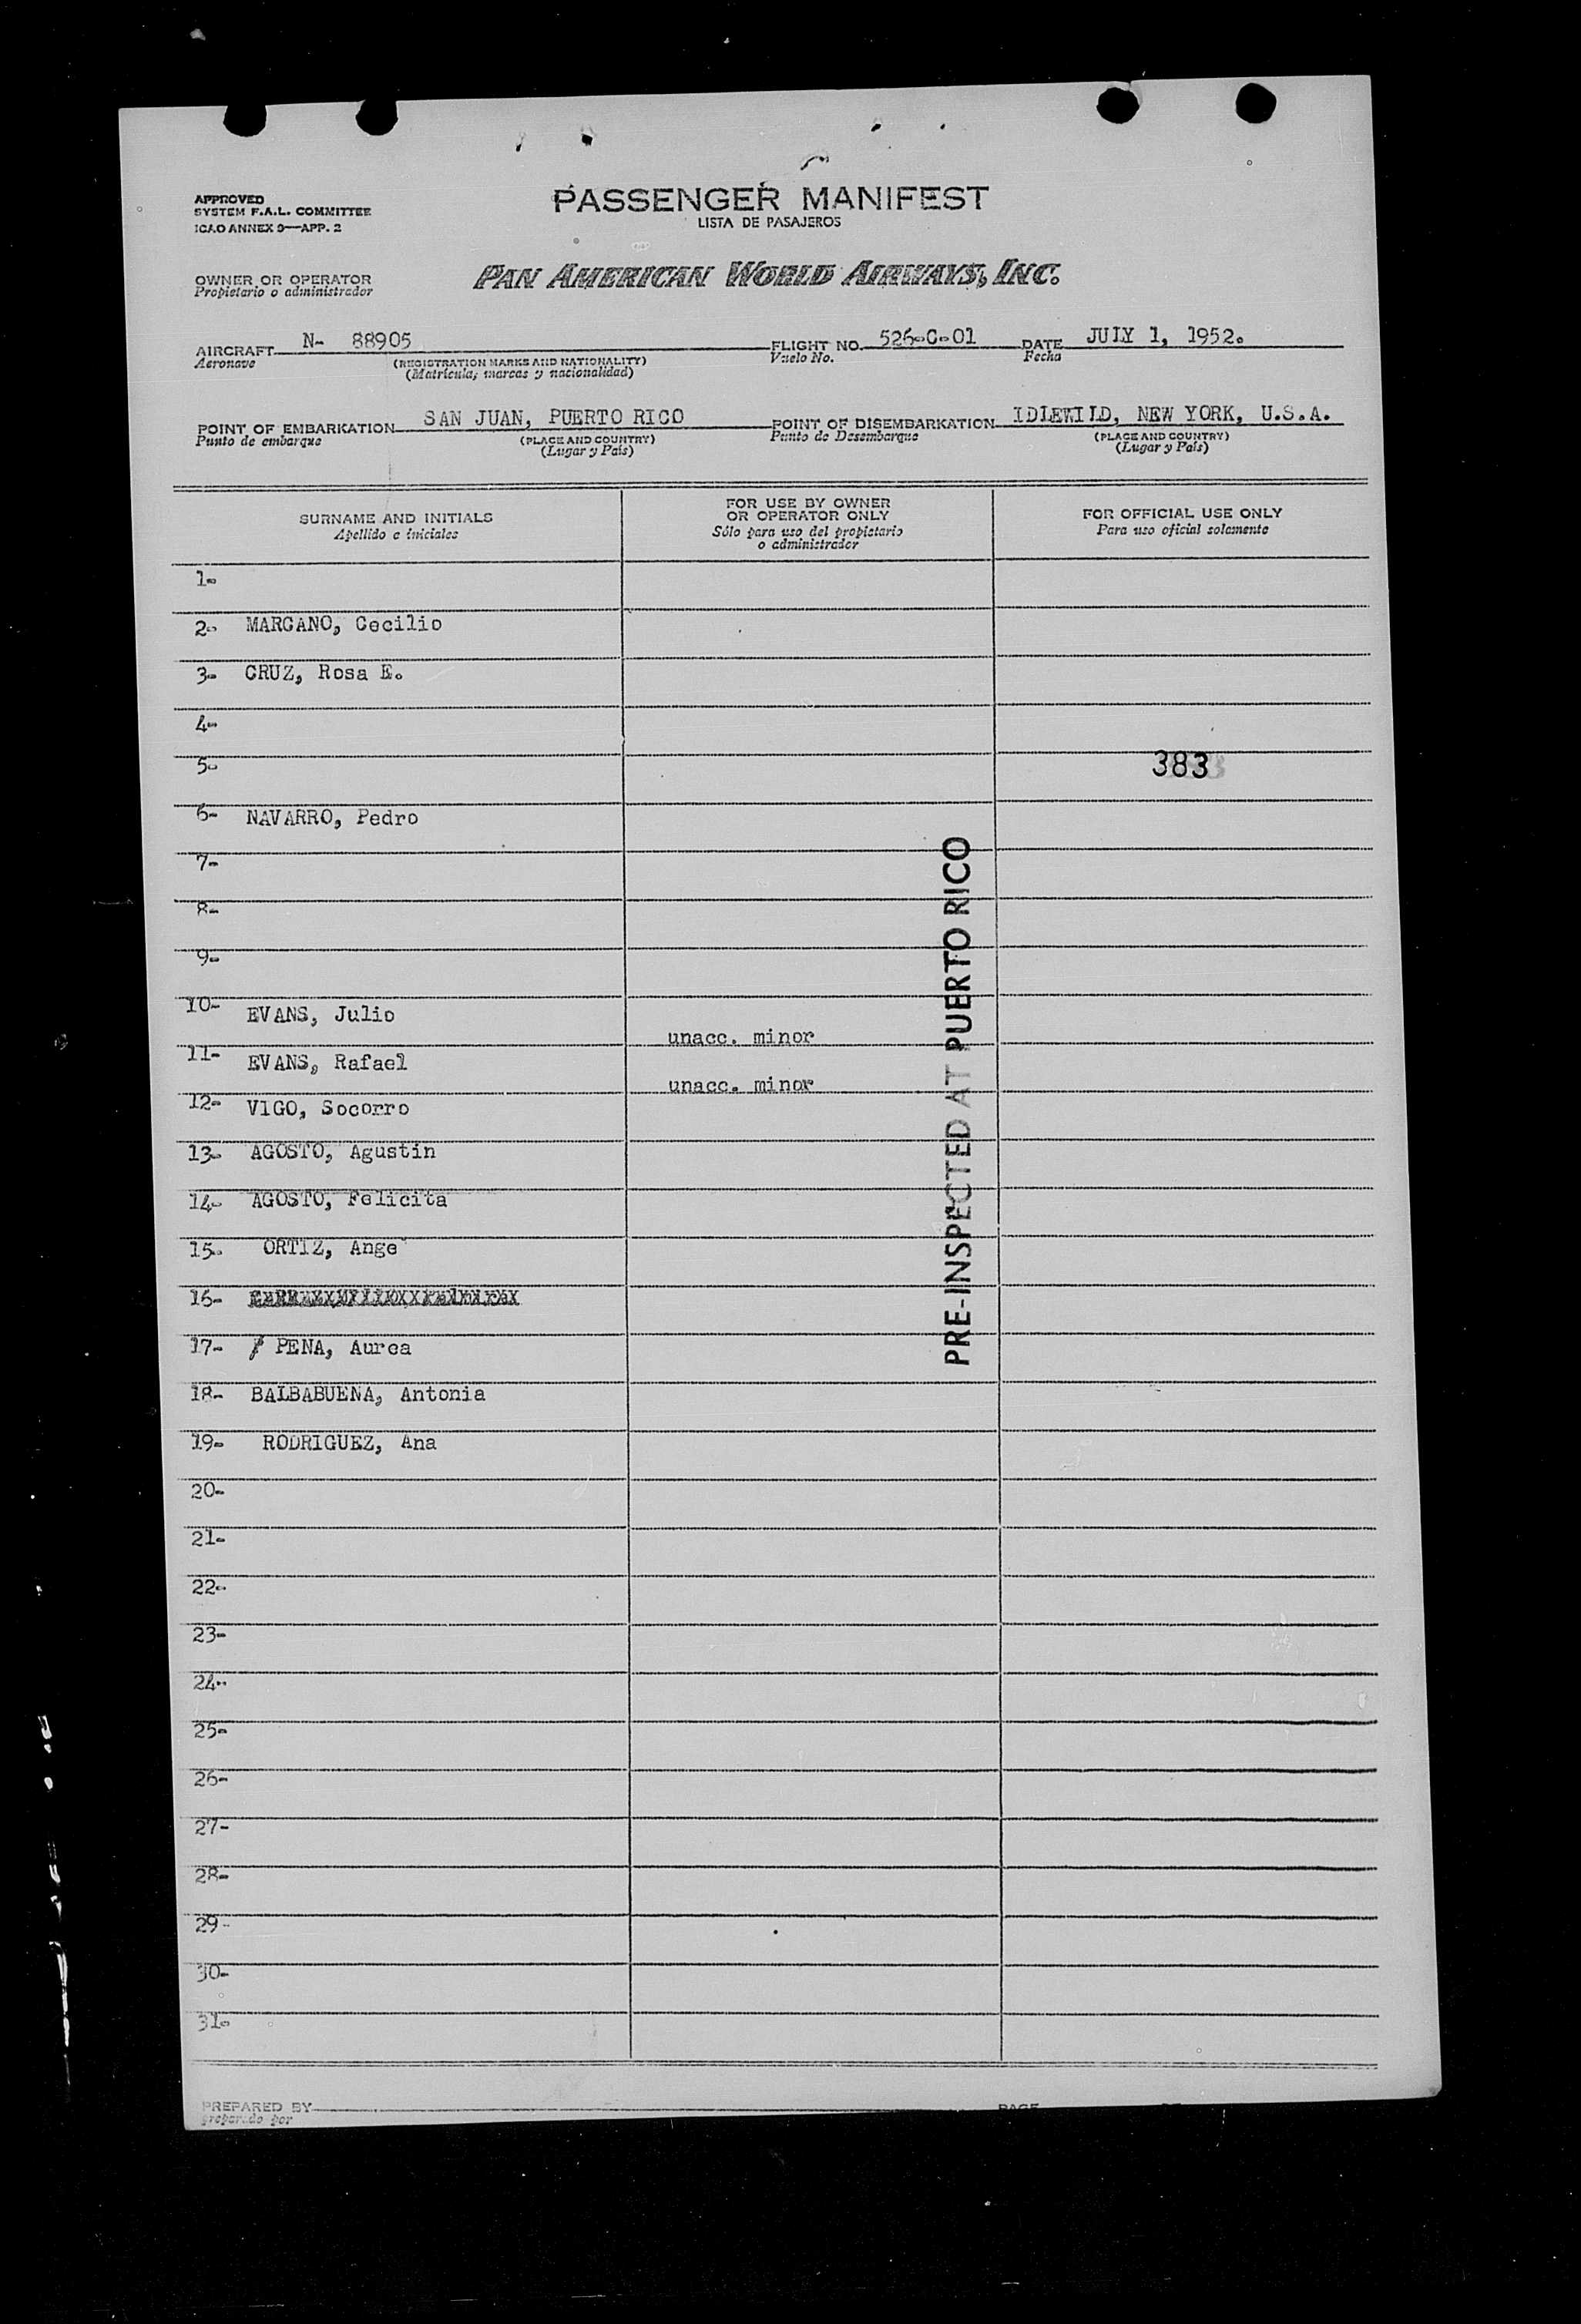 APPROVED
SYSTEM F.A.L. COMMITTEE
ICAO ANNEX 9—APP. 2
PASSENGER MANIFEST
LISTA DE PASAJEROS
OWNER OR OPERATOR
Propietario o administrador
PAN AMERICAN WORLD AIRWAYS, INC.
AIRCRAFT N- 88905 FLIGHT NO. 526-C-01 DATE JULY 1, 1952.
Aeronave (REGISTRATION MARKS AND NATIONALITY) Vuelo No. Fecha
(Matrícula; marcas y nacionalidad)
POINT OF EMBARKATION SAN JUAN, PUERTO RICO POINT OF DISEMBARKATION IDLEWILD, NEW YORK, U.S.A.
Punto de embarque (PLACE AND COUNTRY) Punto de Desembarque (PLACE AND COUNTRY)
(Lugar y País) (Lugar y País)
SURNAME AND INITIALS
Apellido e iniciales
FOR USE BY OWNER
OR OPERATOR ONLY
Sólo para uso del propietario
o administrador
FOR OFFICIAL USE ONLY
Para uso oficial solamente
1-
2- MARCANO, Cecilio
3- CRUZ, Rosa E.
4-
5- 383
6- NAVARRO, Pedro
7-
8-
9-
10- EVANS, Julio unacc. minor
11- EVANS, Rafael unacc. minor
12- VIGO, Socorro
13- AGOSTO, Agustin
14- AGOSTO, Felicita
15- ORTIZ, Ange
16-
17- PENA, Aurea
18- BALBABUENA, Antonia
19- RODRIGUEZ, Ana
20-
21-
22-
23-
24-
25-
26-
27-
28-
29-
30-
31-
PRE-INSPECTED AT PUERTO RICO
PREPARED BY
preparado por
PAGE